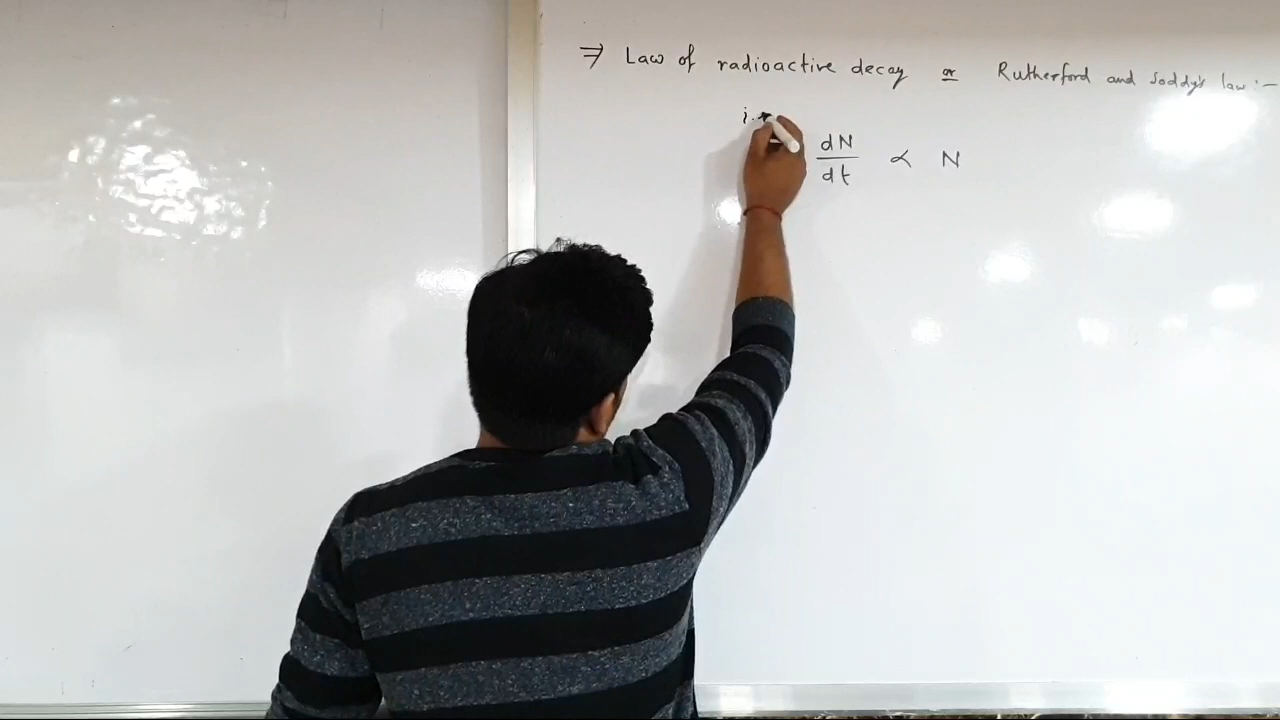 ⇒ Law of radioactive decay or Rutherford and Soddy's law :-
i.
dN/dt ∝ N